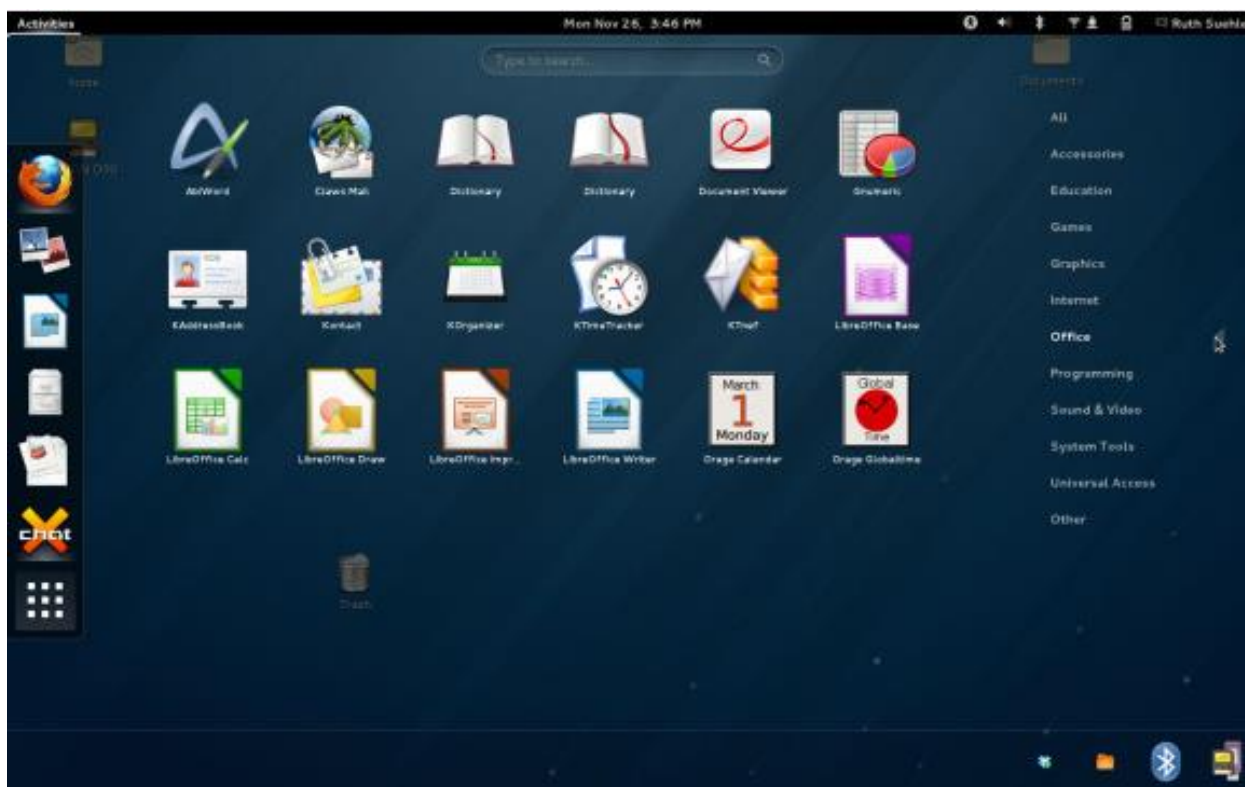 Activities Mon Nov 26, 3:46 PM Ruth Suehle
Type to search...
Home Documents
AbiWord Claws Mail Dictionary Dictionary Document Viewer Gnumeric
KAddressBook Kontact KOrganizer KTimeTracker KTnef LibreOffice Base
LibreOffice Calc LibreOffice Draw LibreOffice Impr... LibreOffice Writer Orage Calendar Orage Globaltime
March
1
Monday
Global
Time
chat
Trash
All
Accessories
Education
Games
Graphics
Internet
Office
Programming
Sound & Video
System Tools
Universal Access
Other